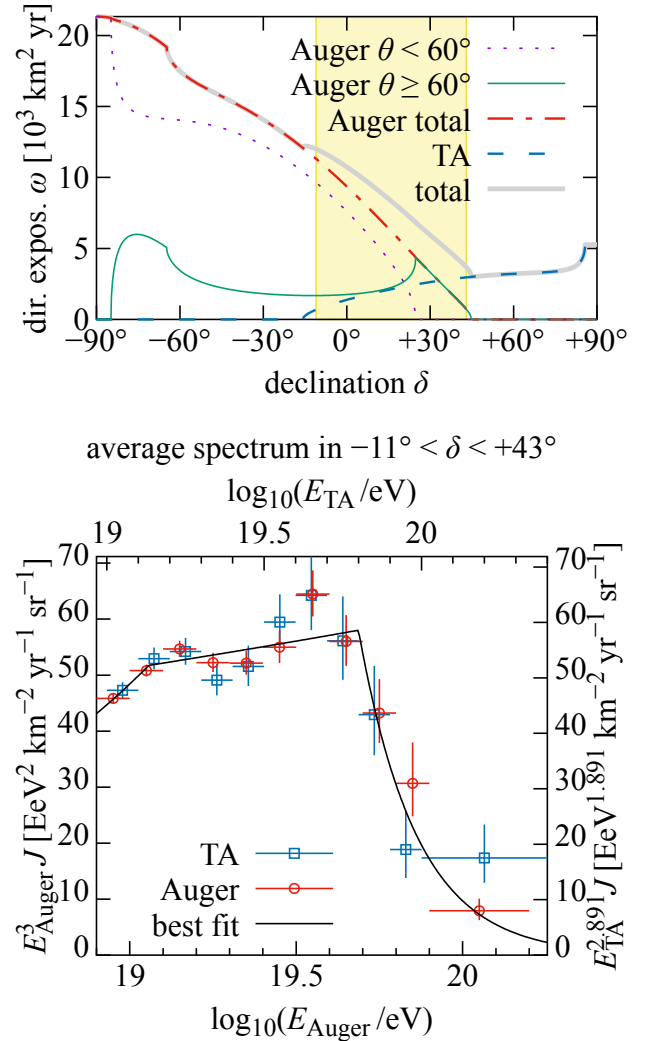 dir. expos. ω [10³ km² yr]
20
15
10
5
0
Auger θ < 60°
Auger θ ≥ 60°
Auger total
TA
total
−90° −60° −30° 0° +30° +60° +90°
declination δ
average spectrum in −11° < δ < +43°
log₁₀(E_TA /eV)
19 19.5 20
E³_Auger J [EeV² km⁻² yr⁻¹ sr⁻¹]
70 70
60 60
50 50
40 40
30 30
20 20
10 10
0 0
E^2.891_TA J [EeV^1.891 km⁻² yr⁻¹ sr⁻¹]
TA
Auger
best fit
19 19.5 20
log₁₀(E_Auger /eV)